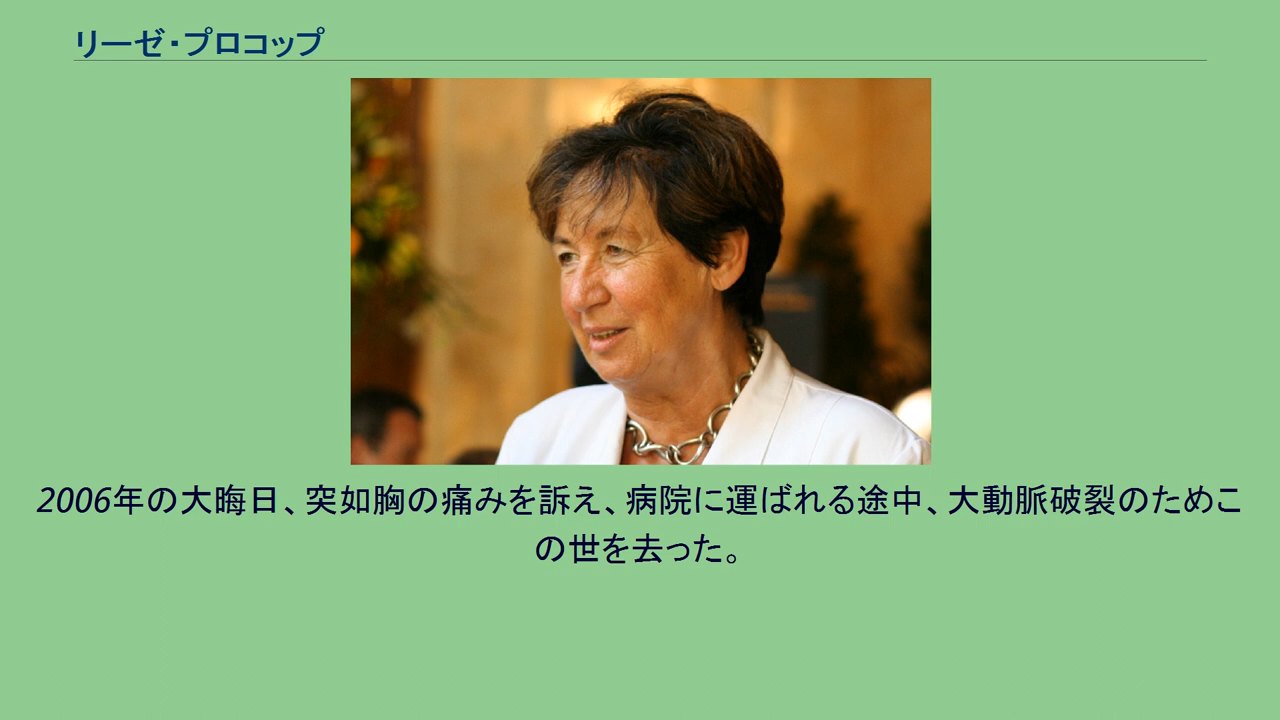 リーゼ・プロコップ
2006年の大晦日、突如胸の痛みを訴え、病院に運ばれる途中、大動脈破裂のためこ
の世を去った。